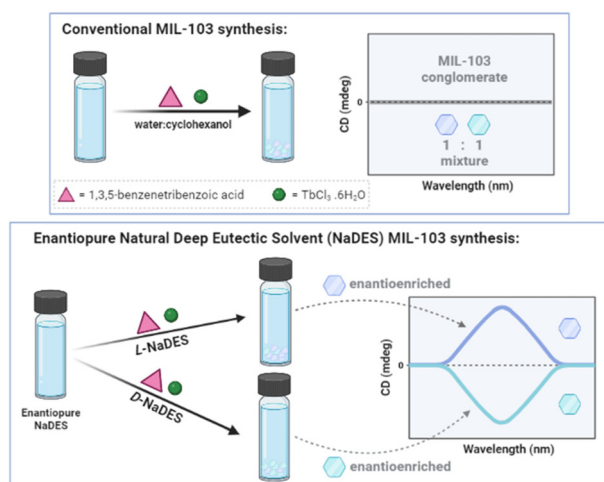 Conventional MIL-103 synthesis:
water:cyclohexanol
CD (mdeg)
0
MIL-103
conglomerate
1 : 1
mixture
Wavelength (nm)
= 1,3,5-benzenetribenzoic acid
= TbCl3 .6H2O
Enantiopure Natural Deep Eutectic Solvent (NaDES) MIL-103 synthesis:
Enantiopure
NaDES
L-NaDES
D-NaDES
enantioenriched
enantioenriched
CD (mdeg)
0
Wavelength (nm)